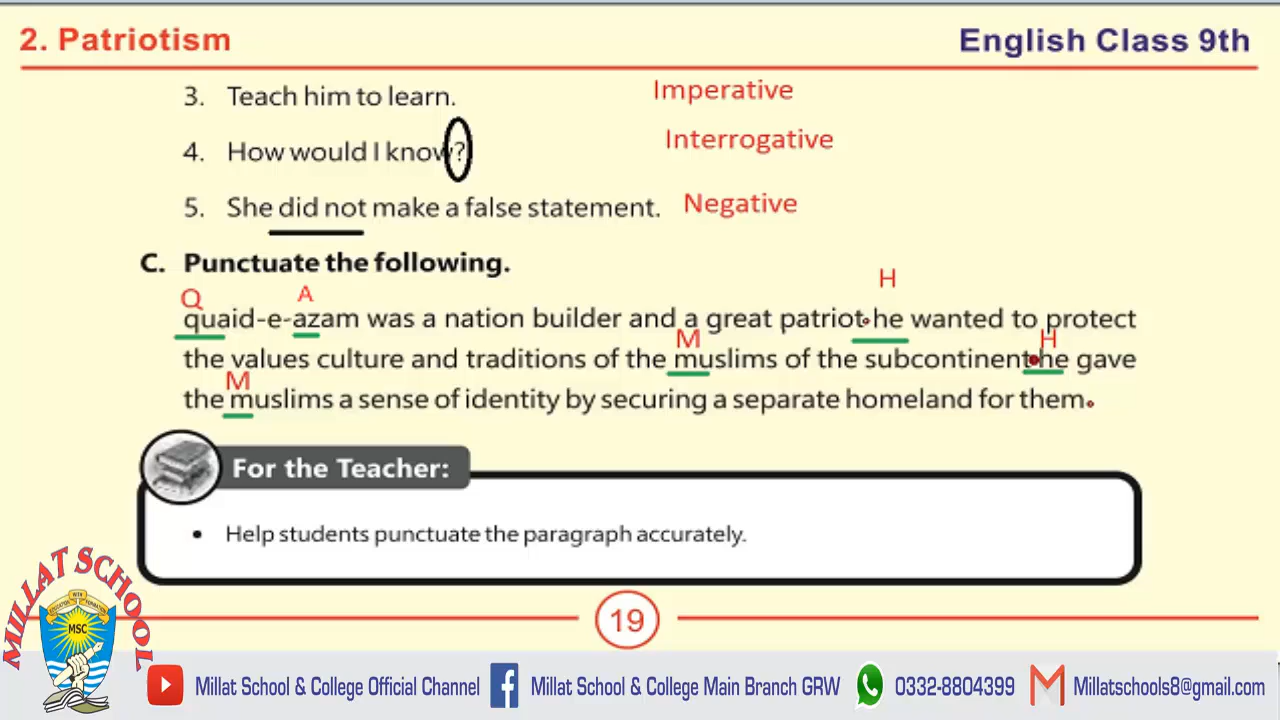 2. Patriotism English Class 9th
3. Teach him to learn. Imperative
4. How would I know? Interrogative
5. She did not make a false statement. Negative
C. Punctuate the following.
Q A H
quaid-e-azam was a nation builder and a great patriot.he wanted to protect
M H
the values culture and traditions of the muslims of the subcontinent.he gave
M
the muslims a sense of identity by securing a separate homeland for them.
For the Teacher:
• Help students punctuate the paragraph accurately.
MILLAT SCHOOL
MSC
19
Millat School & College Official Channel Millat School & College Main Branch GRW 0332-8804399 Millatschools8@gmail.com